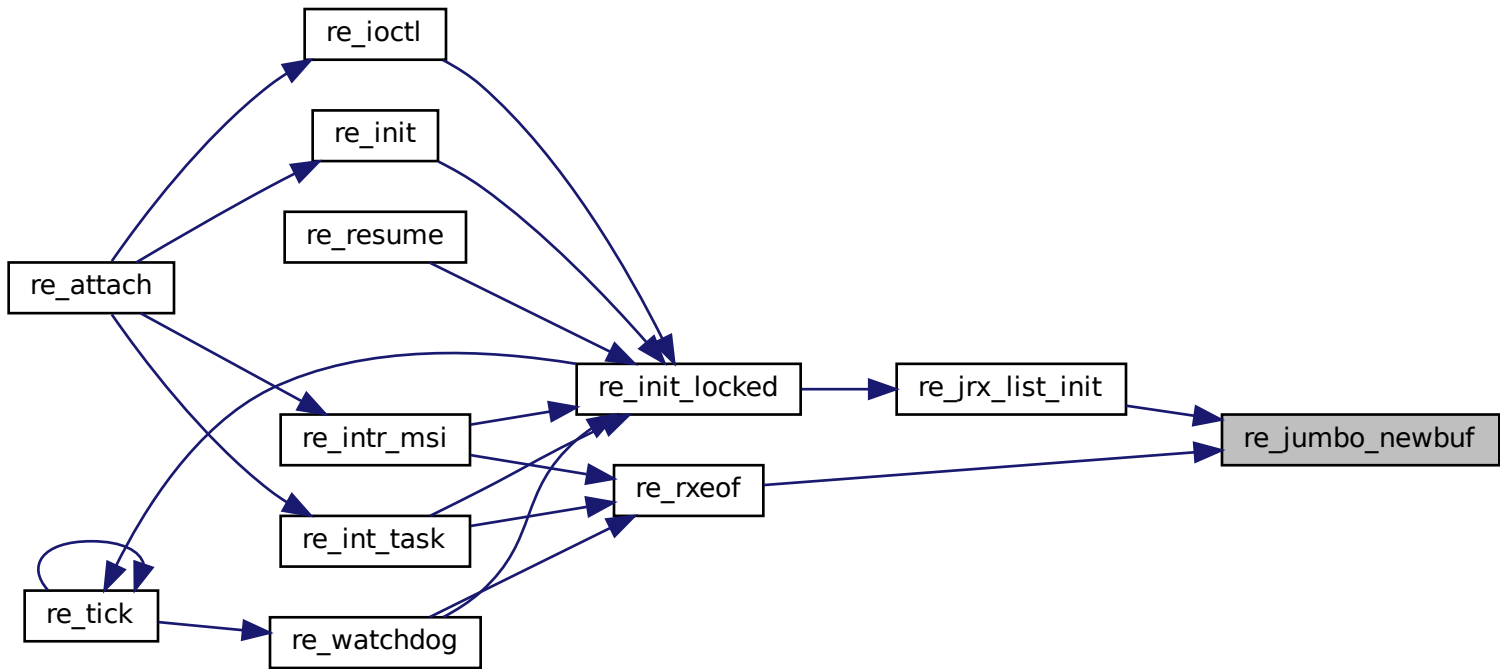 re_ioctl
re_init
re_resume
re_attach
re_init_locked
re_jrx_list_init
re_jumbo_newbuf
re_intr_msi
re_rxeof
re_int_task
re_tick
re_watchdog